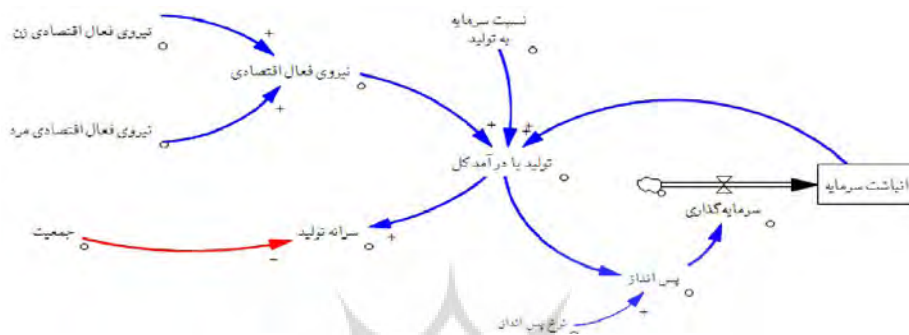 نیروی فعال اقتصادی زن
نسبت سرمایه
به تولید
نیروی فعال اقتصادی
نیروی فعال اقتصادی مرد
تولید یا درآمد کل
انباشت سرمایه
سرمایه‌گذاری
جمعیت
سرانه تولید
پس انداز
نرخ پس انداز